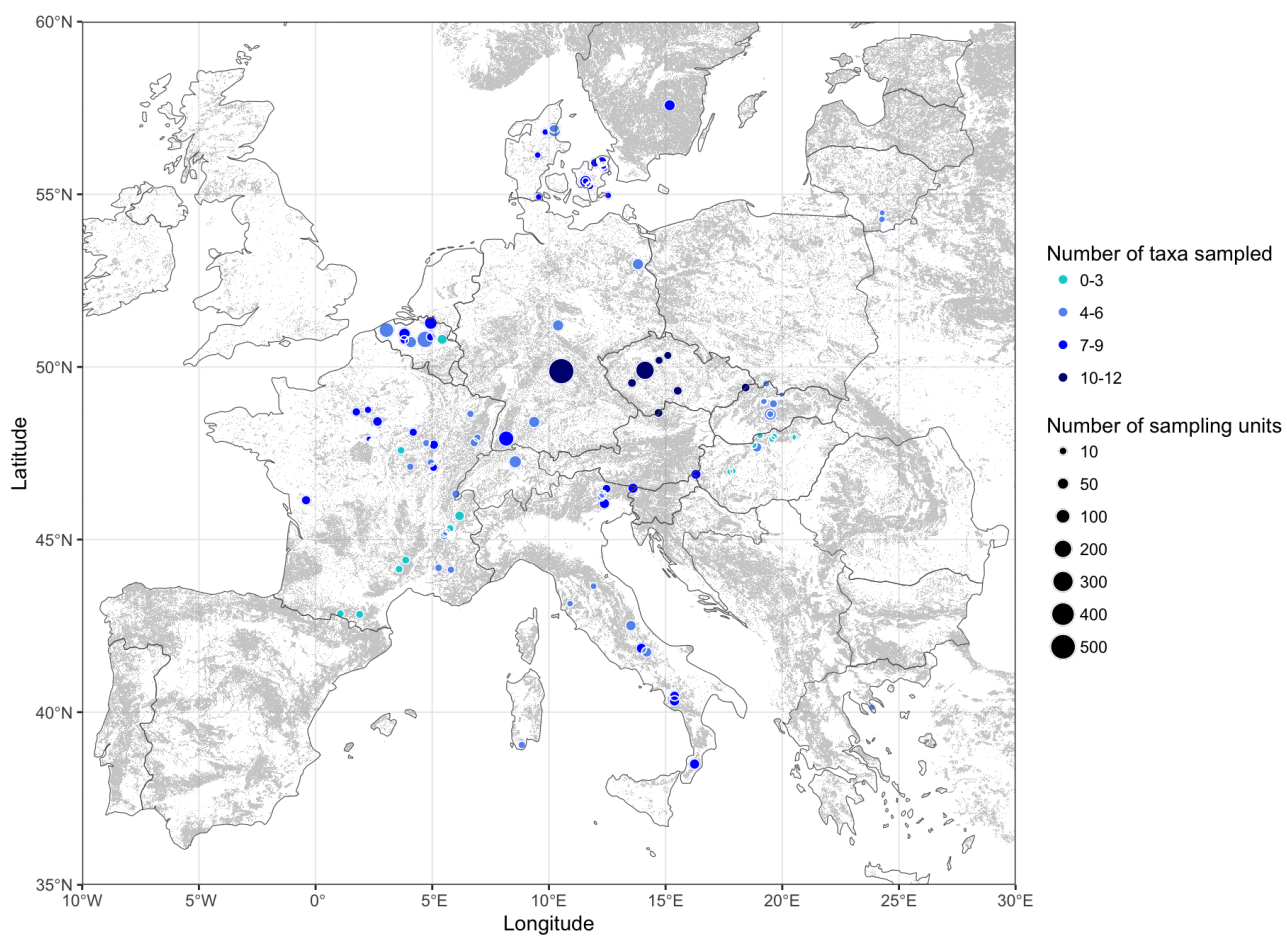 60°N
55°N
50°N
45°N
40°N
35°N
Latitude
10°W
5°W
0°
5°E
10°E
15°E
20°E
25°E
30°E
Longitude
Number of taxa sampled
0-3
4-6
7-9
10-12
Number of sampling units
10
50
100
200
300
400
500